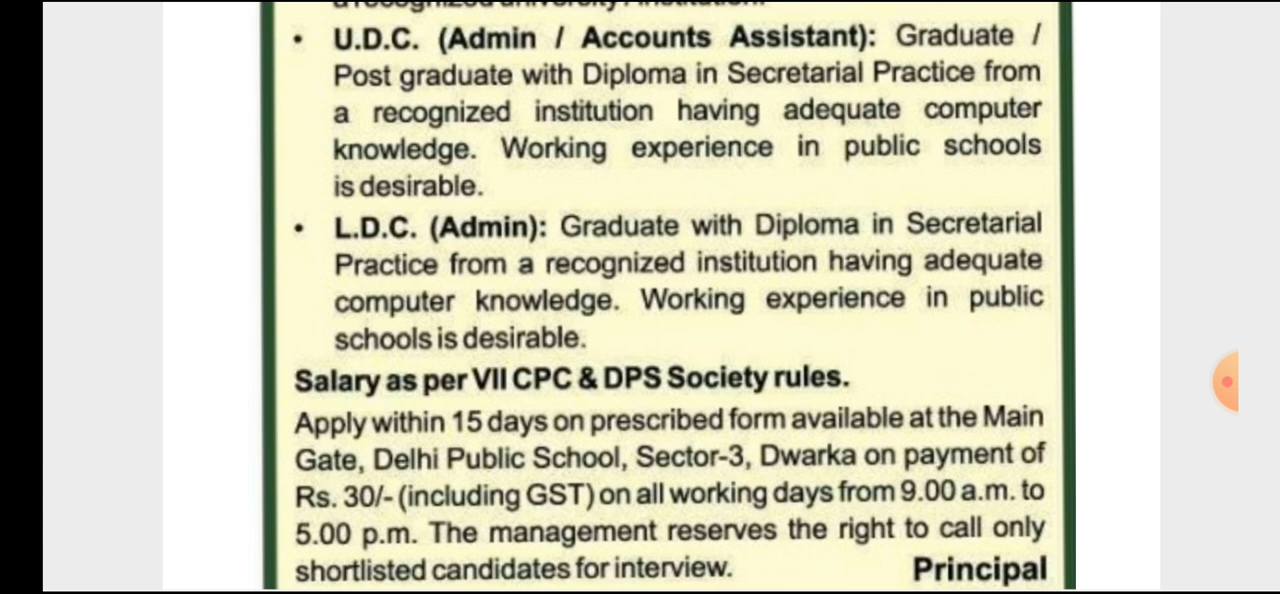 a recognized university / institution.
• U.D.C. (Admin / Accounts Assistant): Graduate /
Post graduate with Diploma in Secretarial Practice from
a recognized institution having adequate computer
knowledge. Working experience in public schools
is desirable.
• L.D.C. (Admin): Graduate with Diploma in Secretarial
Practice from a recognized institution having adequate
computer knowledge. Working experience in public
schools is desirable.
Salary as per VII CPC & DPS Society rules.
Apply within 15 days on prescribed form available at the Main
Gate, Delhi Public School, Sector-3, Dwarka on payment of
Rs. 30/- (including GST) on all working days from 9.00 a.m. to
5.00 p.m. The management reserves the right to call only
shortlisted candidates for interview. Principal